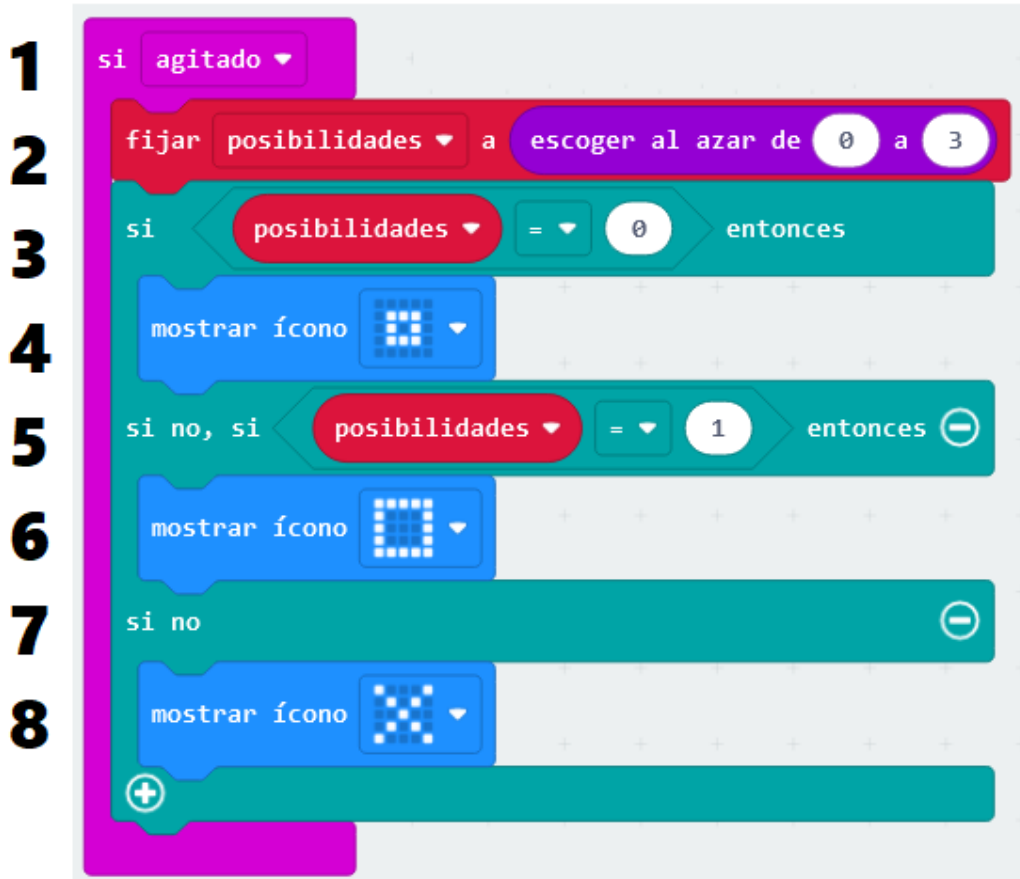 1 si agitado
2 fijar posibilidades a escoger al azar de 0 a 3
3 si posibilidades = 0 entonces
4 mostrar ícono
5 si no, si posibilidades = 1 entonces
6 mostrar ícono
7 si no
8 mostrar ícono